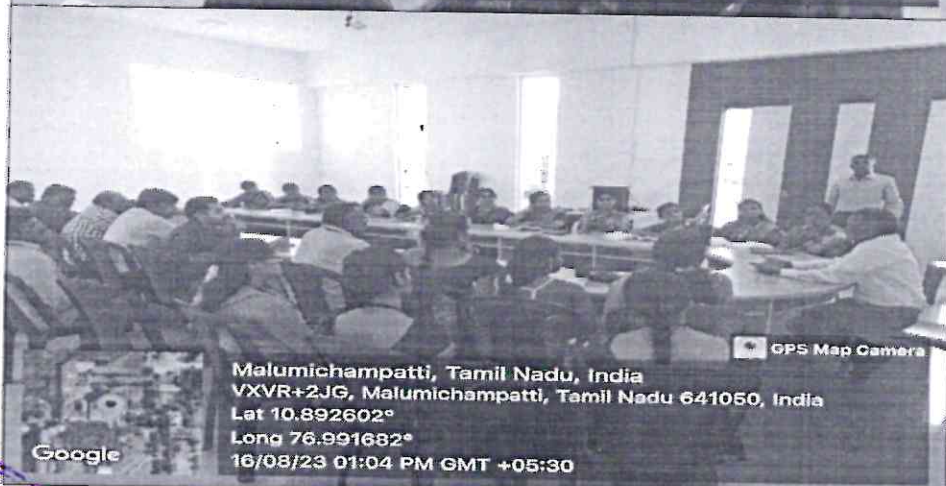 GPS Map Camera
Malumichampatti, Tamil Nadu, India
VXVR+2JG, Malumichampatti, Tamil Nadu 641050, India
Lat 10.892602°
Long 76.991682°
Google
16/08/23 01:04 PM GMT +05:30